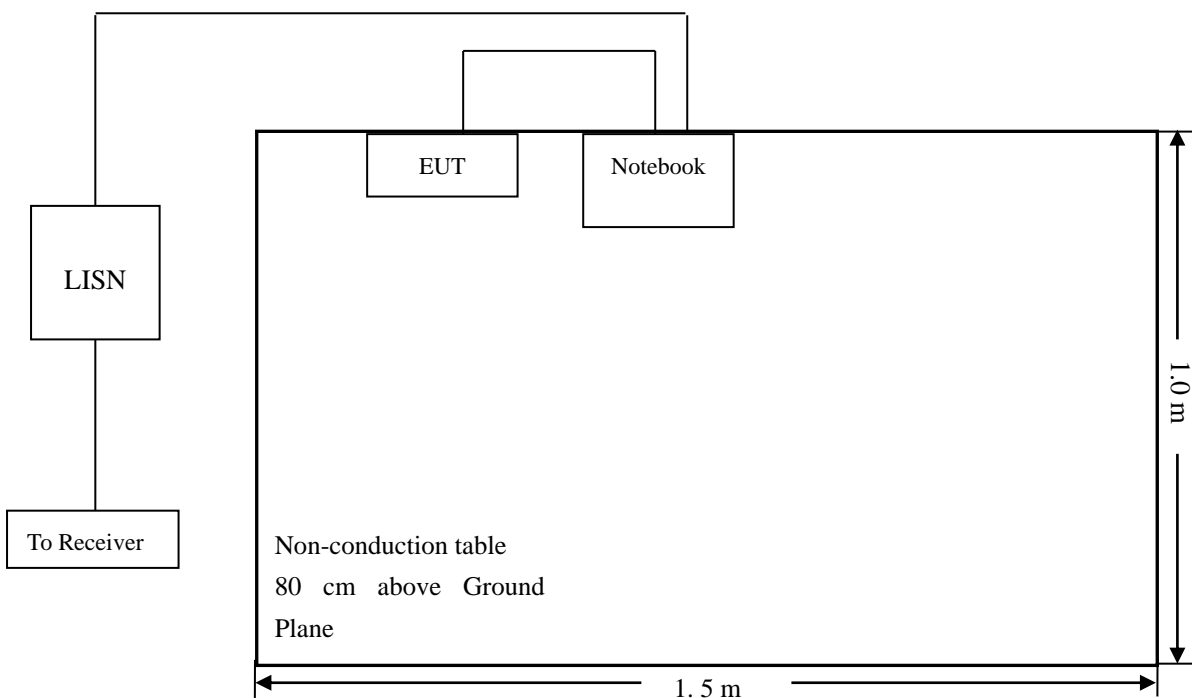 EUT
Notebook
LISN
1.0 m
To Receiver
Non-conduction table
80 cm above Ground
Plane
1. 5 m